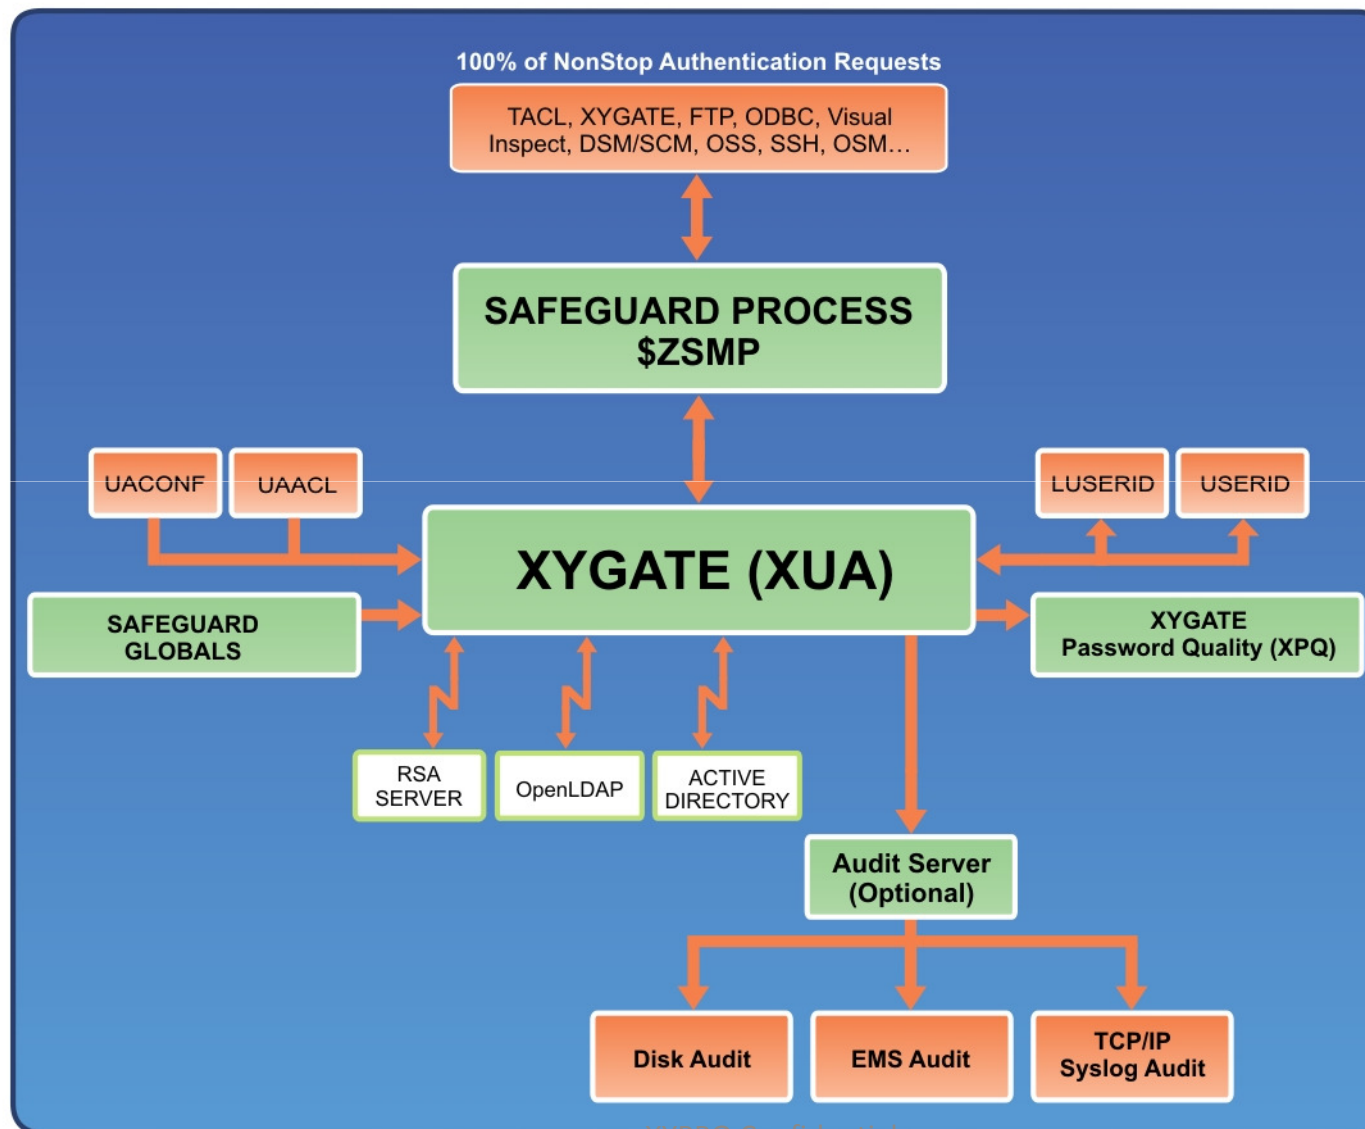 100% of NonStop Authentication Requests
TACL, XYGATE, FTP, ODBC, Visual
Inspect, DSM/SCM, OSS, SSH, OSM...
SAFEGUARD PROCESS
$ZSMP
UACONF
UAACL
LUSERID
USERID
XYGATE (XUA)
SAFEGUARD
GLOBALS
XYGATE
Password Quality (XPQ)
RSA
SERVER
OpenLDAP
ACTIVE
DIRECTORY
Audit Server
(Optional)
Disk Audit
EMS Audit
TCP/IP
Syslog Audit